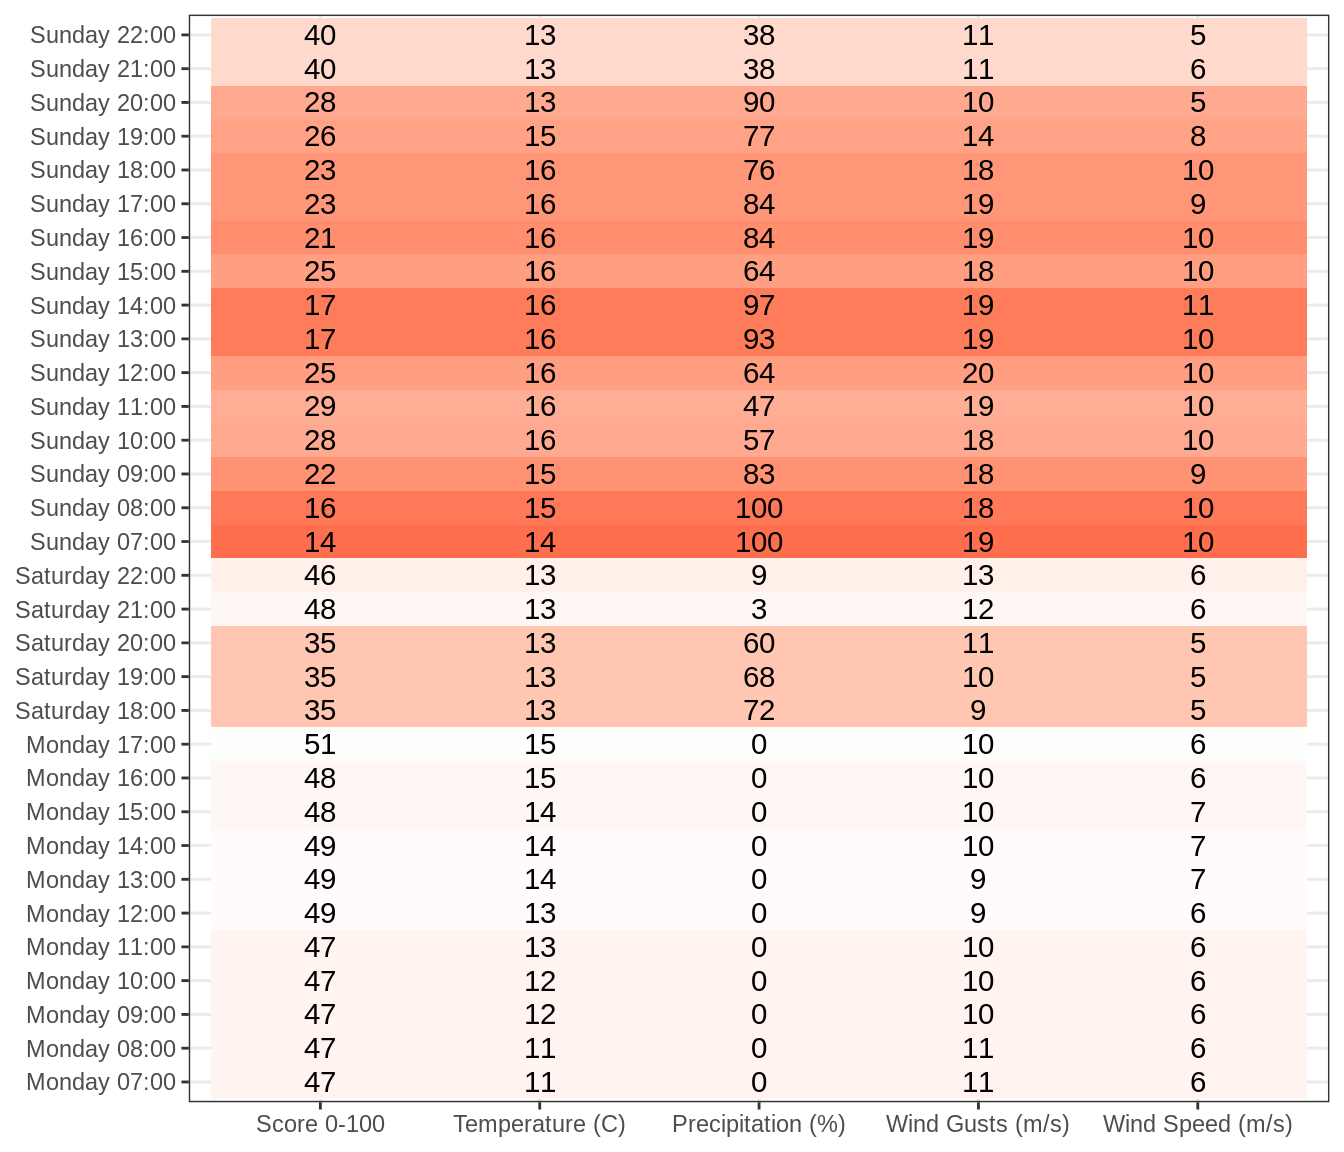 Sunday 22:00 40 13 38 11 5
Sunday 21:00 40 13 38 11 6
Sunday 20:00 28 13 90 10 5
Sunday 19:00 26 15 77 14 8
Sunday 18:00 23 16 76 18 10
Sunday 17:00 23 16 84 19 9
Sunday 16:00 21 16 84 19 10
Sunday 15:00 25 16 64 18 10
Sunday 14:00 17 16 97 19 11
Sunday 13:00 17 16 93 19 10
Sunday 12:00 25 16 64 20 10
Sunday 11:00 29 16 47 19 10
Sunday 10:00 28 16 57 18 10
Sunday 09:00 22 15 83 18 9
Sunday 08:00 16 15 100 18 10
Sunday 07:00 14 14 100 19 10
Saturday 22:00 46 13 9 13 6
Saturday 21:00 48 13 3 12 6
Saturday 20:00 35 13 60 11 5
Saturday 19:00 35 13 68 10 5
Saturday 18:00 35 13 72 9 5
Monday 17:00 51 15 0 10 6
Monday 16:00 48 15 0 10 6
Monday 15:00 48 14 0 10 7
Monday 14:00 49 14 0 10 7
Monday 13:00 49 14 0 9 7
Monday 12:00 49 13 0 9 6
Monday 11:00 47 13 0 10 6
Monday 10:00 47 12 0 10 6
Monday 09:00 47 12 0 10 6
Monday 08:00 47 11 0 11 6
Monday 07:00 47 11 0 11 6
Score 0-100 Temperature (C) Precipitation (%) Wind Gusts (m/s) Wind Speed (m/s)